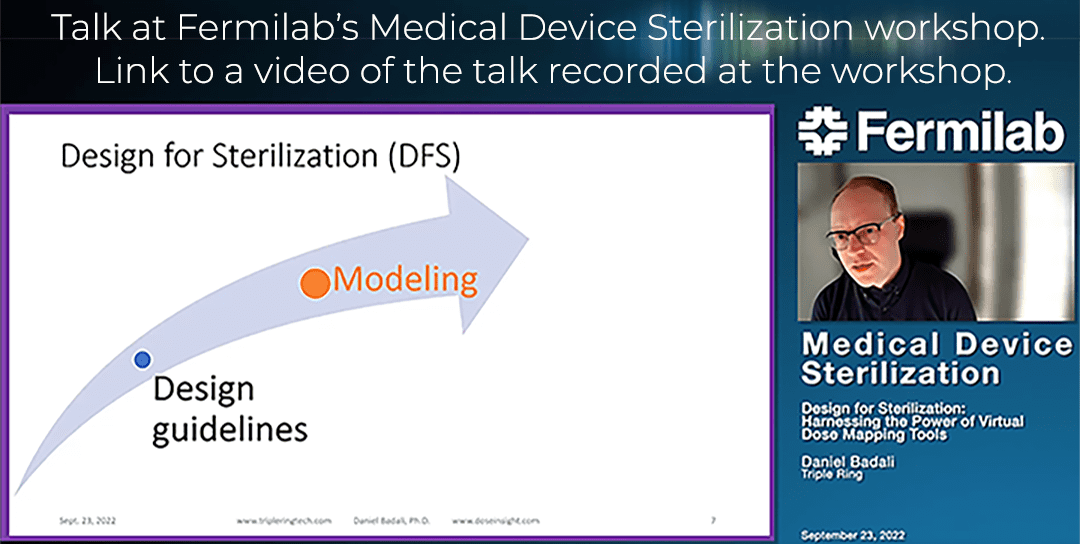 Talk at Fermilab’s Medical Device Sterilization workshop.
Link to a video of the talk recorded at the workshop.
Design for Sterilization (DFS)
Modeling
Design
guidelines
Sept. 23, 2022
www.tripleringtech.com
Daniel Badali, Ph.D.
www.doseinsight.com
7
Fermilab
Medical Device
Sterilization
Design for Sterilization:
Harnessing the Power of Virtual
Dose Mapping Tools
Daniel Badali
Triple Ring
September 23, 2022